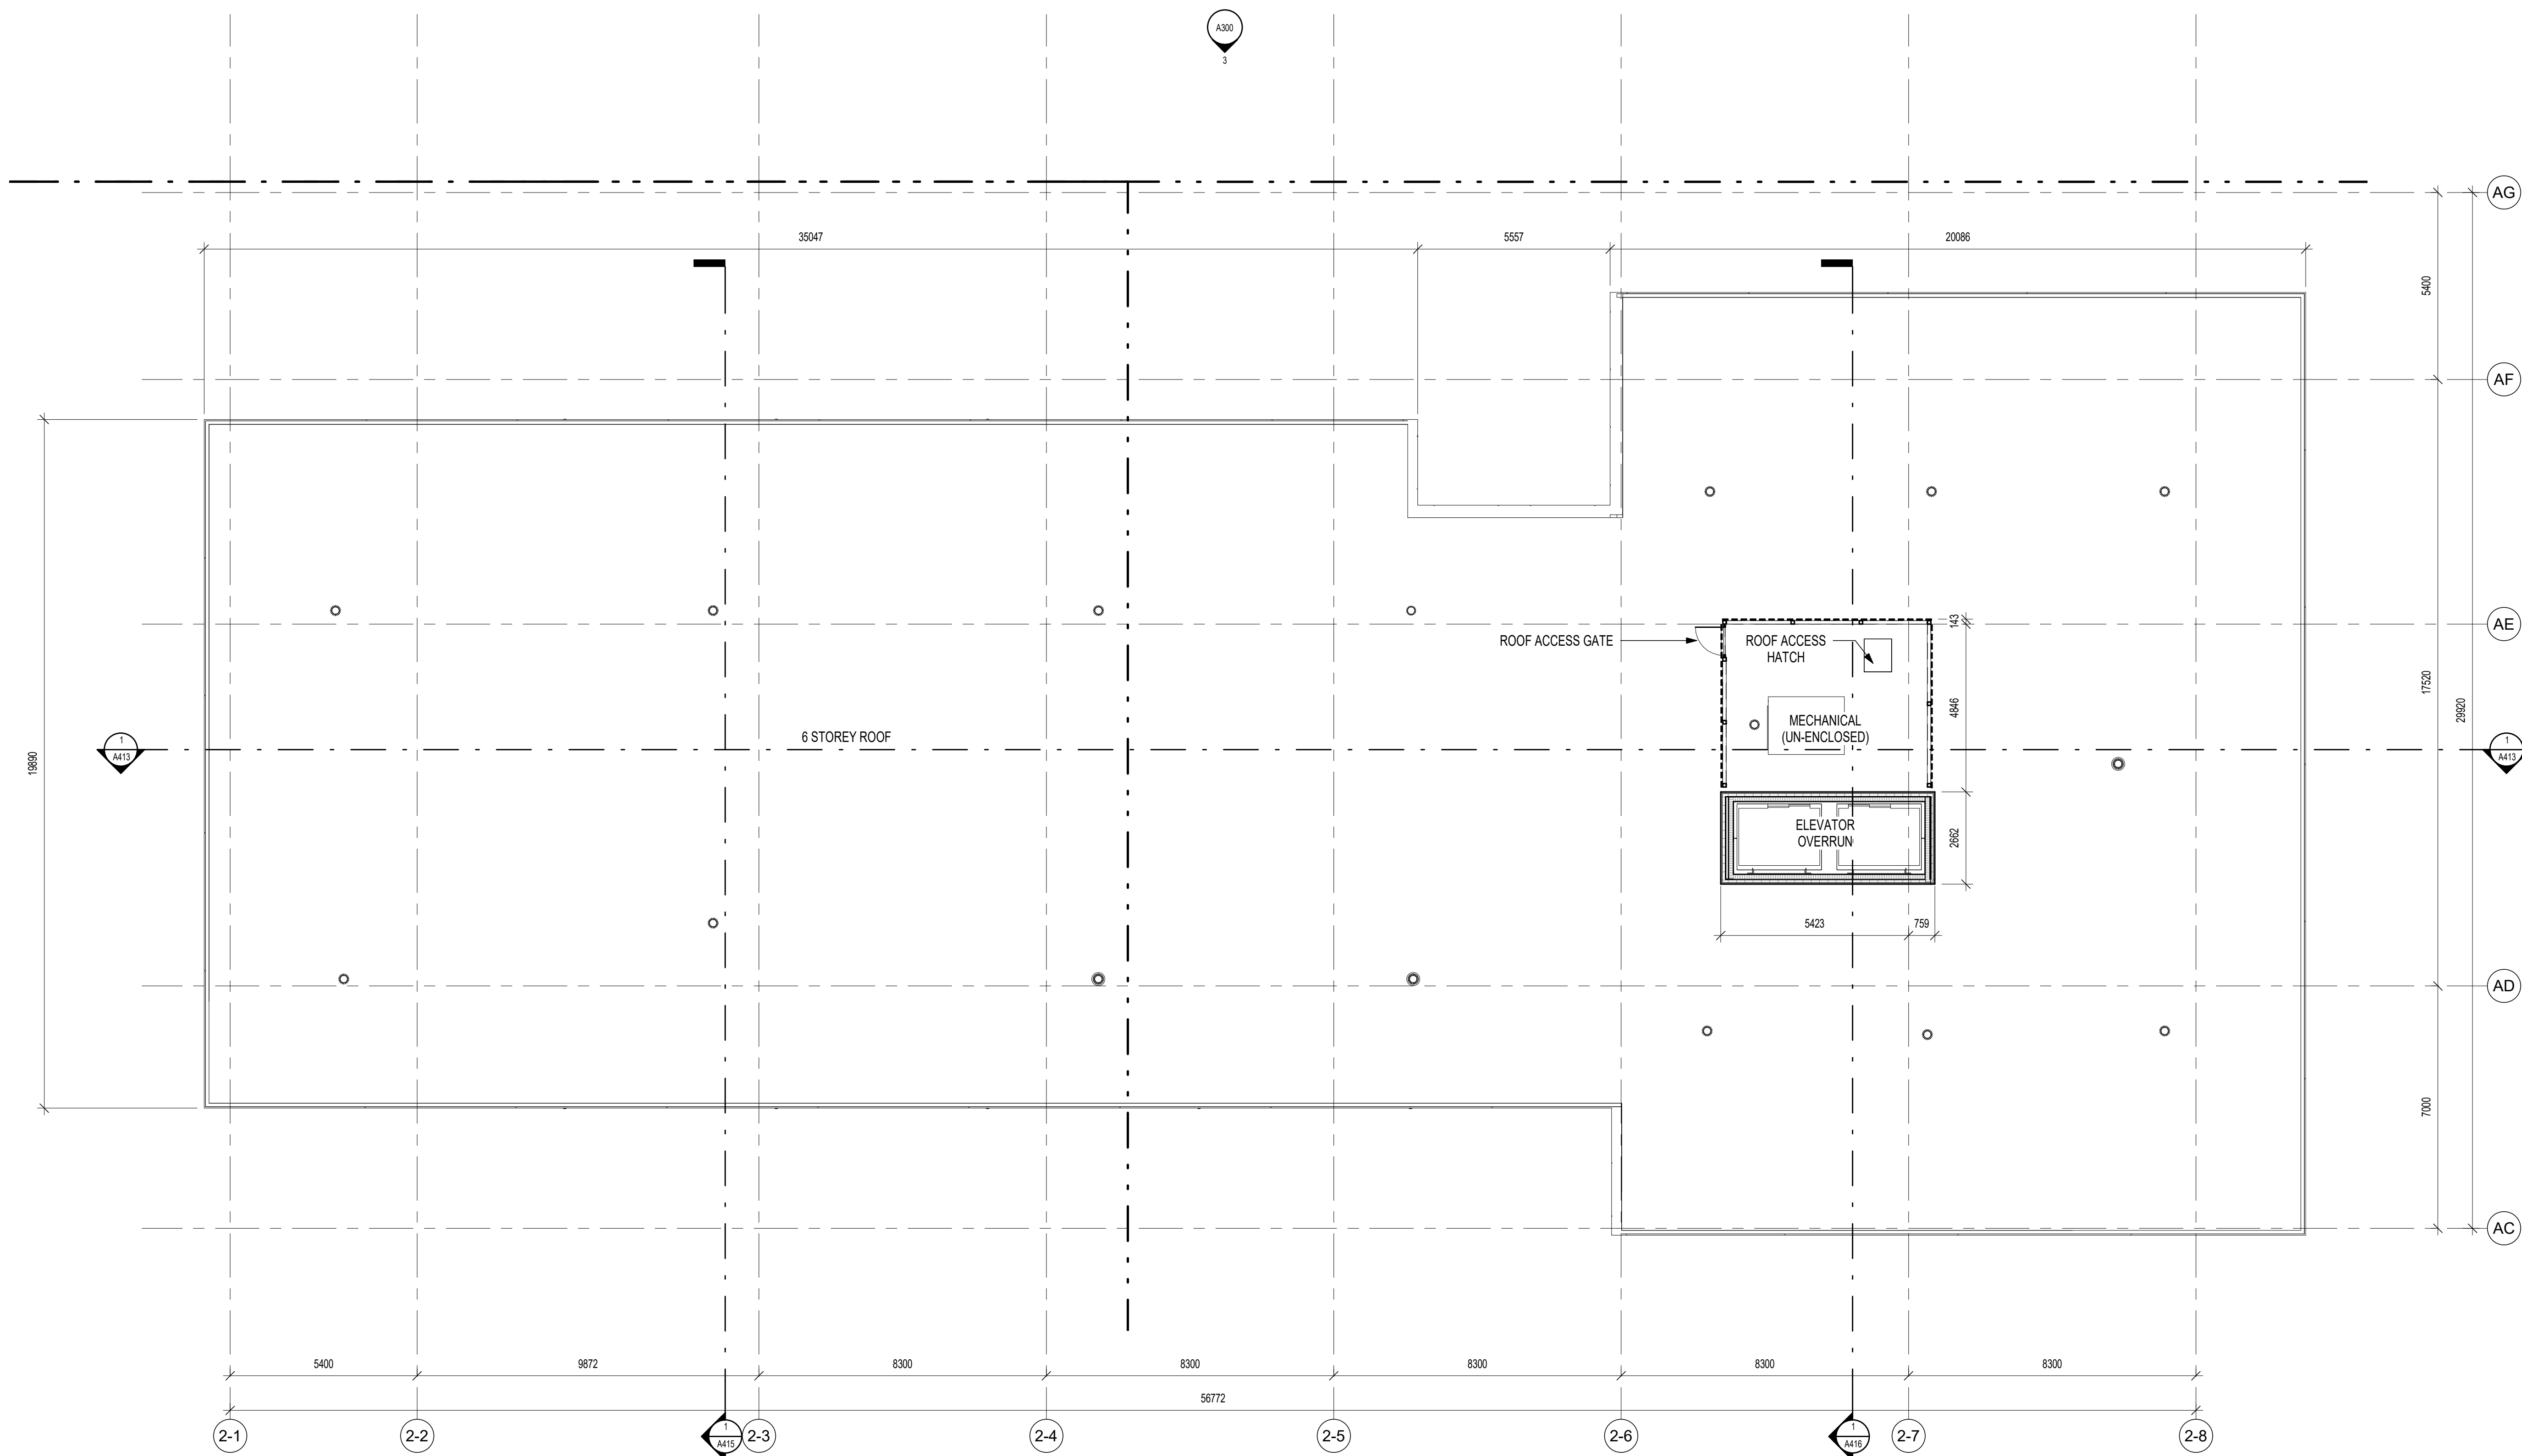 A300
3
AG
35047
5557
20086
5400
AF
143
AE
ROOF ACCESS GATE
ROOF ACCESS
HATCH
4846
17520
29920
MECHANICAL
(UN-ENCLOSED)
6 STOREY ROOF
1
A413
1
A413
19890
ELEVATOR
OVERRUN
2662
5423
759
AD
7000
AC
5400
9872
8300
8300
8300
8300
8300
56772
2-1
2-2
1
A415
2-3
2-4
2-5
2-6
1
A416
2-7
2-8